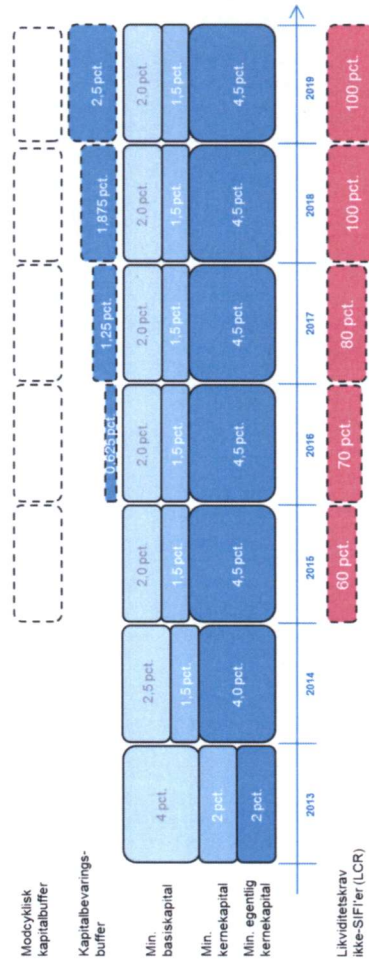 Modcyklisk
kapitalbuffer
Kapitalbevarings-
buffer
0,625 pct.
1,25 pct.
1,875 pct.
2,5 pct.
Min.
basiskapital
4 pct.
2,5 pct.
2,0 pct.
2,0 pct.
2,0 pct.
2,0 pct.
2,0 pct.
1,5 pct.
1,5 pct.
1,5 pct.
1,5 pct.
1,5 pct.
1,5 pct.
Min.
kernekapital
2 pct.
4,0 pct.
4,5 pct.
4,5 pct.
4,5 pct.
4,5 pct.
4,5 pct.
Min. egentlig
kernekapital
2 pct.
2013
2014
2015
2016
2017
2018
2019
Likviditetskrav
ikke-SIFI'er (LCR)
60 pct.
70 pct.
80 pct.
100 pct.
100 pct.